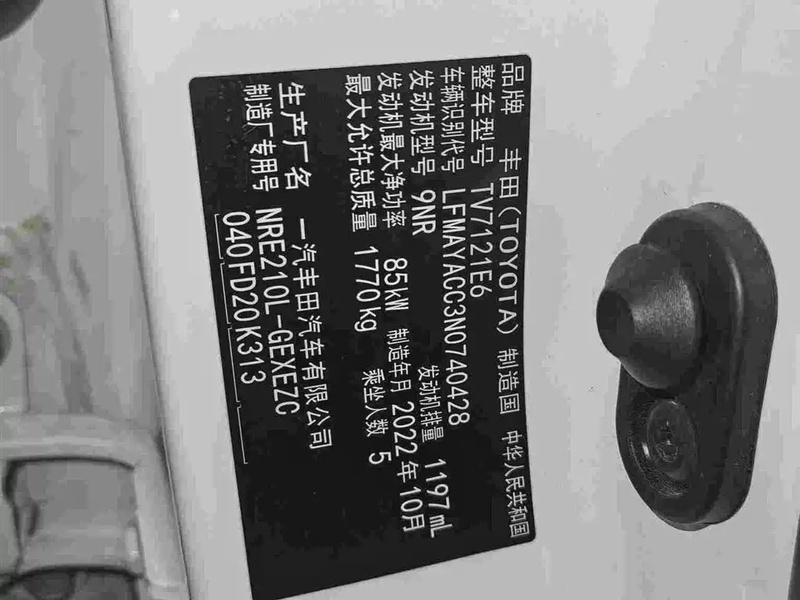 品牌 丰田(TOYOTA) 制造国 中华人民共和国
整车型号 TV7121E6
车辆识别代号 LFMAYACC3N0740428
发动机型号 9NR 发动机排量 1197mL
发动机最大净功率 85kW 制造年月 2022年10月
最大允许总质量 1770kg 乘坐人数 5
生产厂名 一汽丰田汽车有限公司
制造厂专用号 NRE210L-GEXEZC
040FD20K313